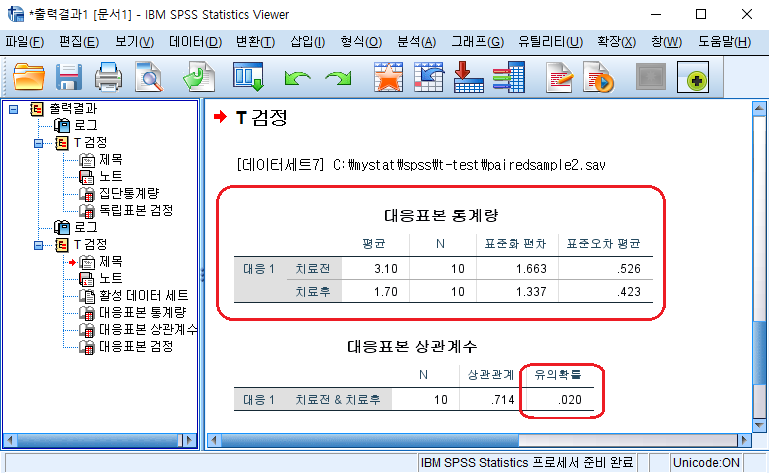 *출력결과1 [문서1] - IBM SPSS Statistics Viewer
파일(F) 편집(E) 보기(V) 데이터(D) 변환(T) 삽입(I) 형식(O) 분석(A) 그래프(G) 유틸리티(U) 확장(X) 창(W) 도움말(H)
출력결과
로그
T 검정
제목
노트
집단통계량
독립표본 검정
로그
T 검정
제목
노트
활성 데이터 세트
대응표본 통계량
대응표본 상관계수
대응표본 검정
T 검정
[데이터세트7] C:\mystat\spss\t-test\pairedsample2.sav
대응표본 통계량
평균 N 표준화 편차 표준오차 평균
대응 1 치료전 3.10 10 1.663 .526
치료후 1.70 10 1.337 .423
대응표본 상관계수
N 상관관계 유의확률
대응 1 치료전 & 치료후 10 .714 .020
IBM SPSS Statistics 프로세서 준비 완료 Unicode:ON